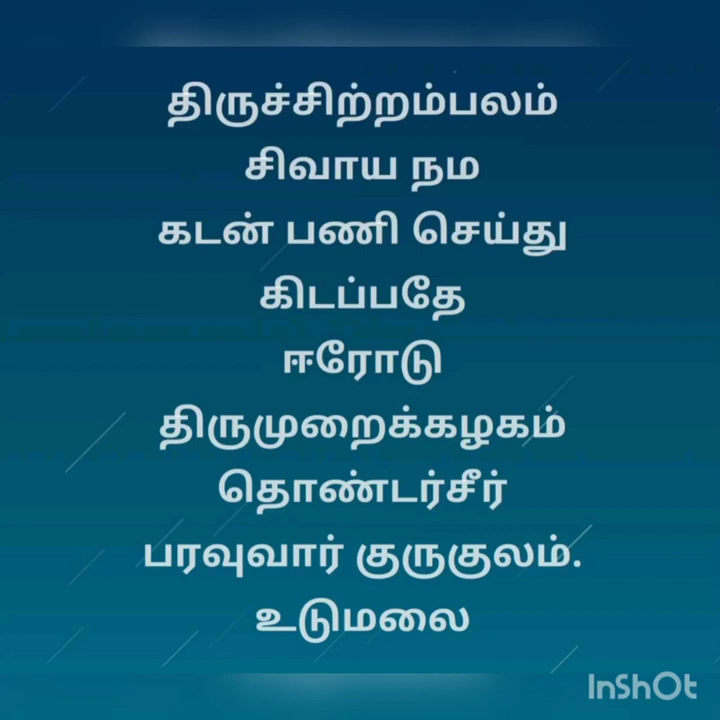 திருச்சிற்றம்பலம்
சிவாய நம
கடன் பணி செய்து
கிடப்பதே
ஈரோடு
திருமுறைக்கழகம்
தொண்டர்சீர்
பரவுவார் குருகுலம்.
உடுமலை
InShOt